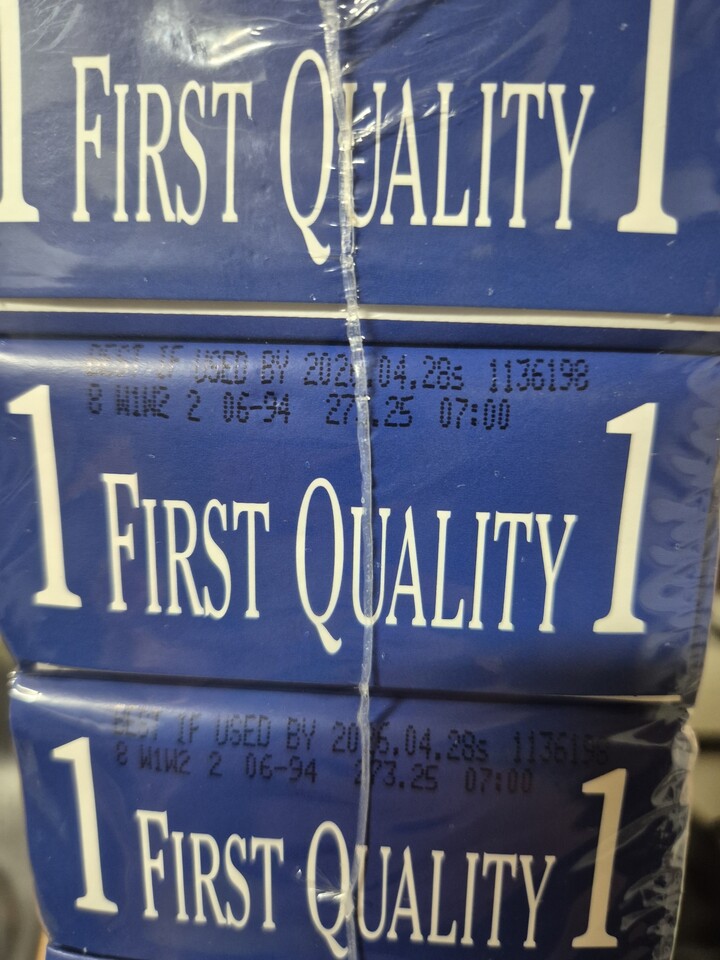 1 FIRST QUALITY 1
BEST IF USED BY 2026.04.28s 1136198
8 W1W2 2 06-94 273.25 07:00
1 FIRST QUALITY 1
BEST IF USED BY 2026.04.28s 1136198
8 W1W2 2 06-94 273.25 07:00
1 FIRST QUALITY 1